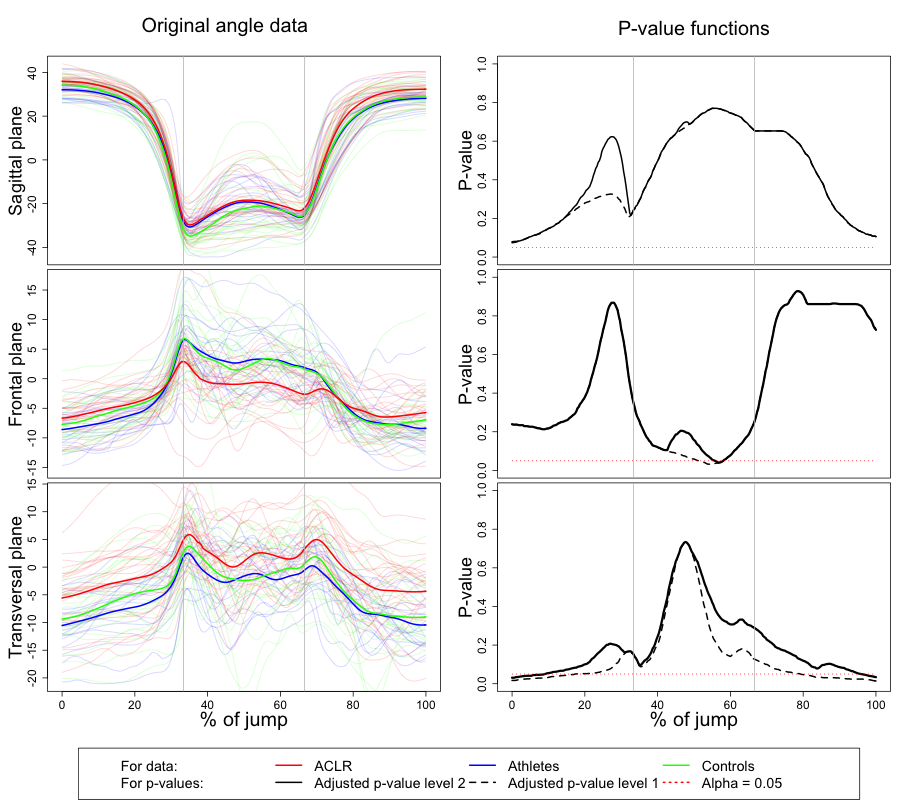 Original angle data
P-value functions
Sagittal plane
40
20
0
20
40
P-value
1.0
0.8
0.6
0.4
0.2
0.0
Frontal plane
15
10
5
0
-5
-10
-15
P-value
1.0
0.8
0.6
0.4
0.2
0.0
Transversal plane
15
10
5
0
-5
-10
-15
-20
P-value
1.0
0.8
0.6
0.4
0.2
0.0
0 20 40 60 80 100
% of jump
0 20 40 60 80 100
% of jump
For data: ACLR Athletes Controls
For p-values: Adjusted p-value level 2 Adjusted p-value level 1 Alpha = 0.05